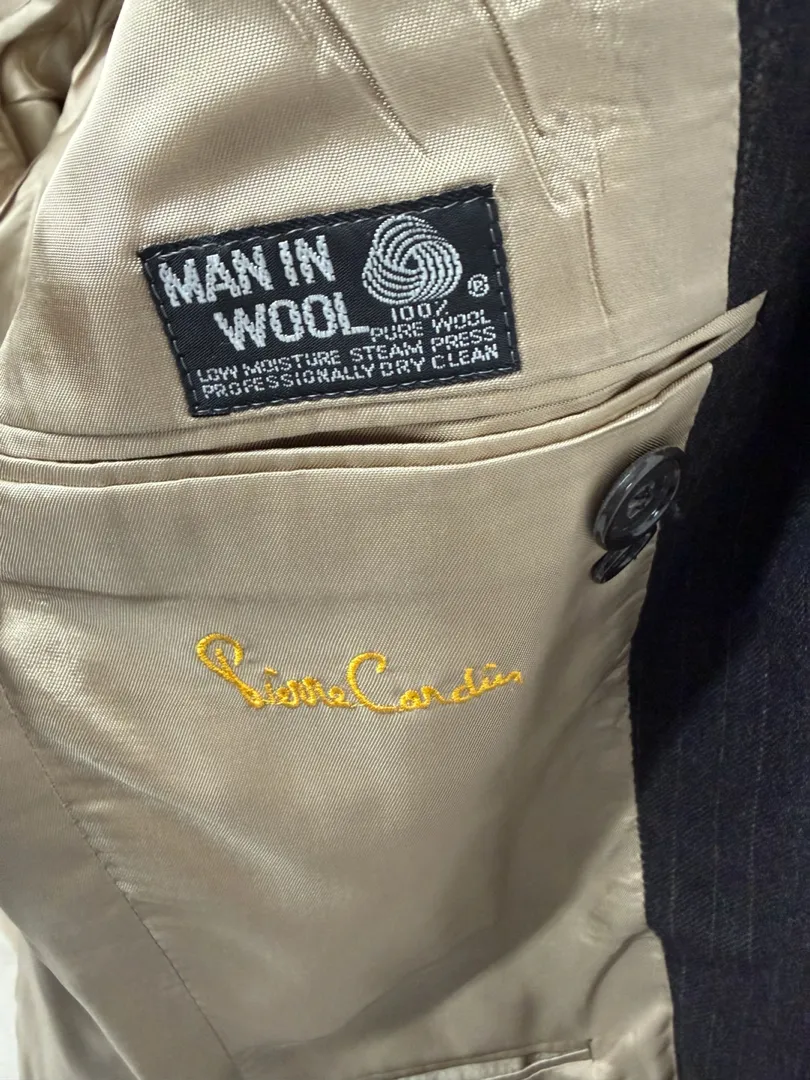 MAN IN
WOOL
®
100%
PURE WOOL
LOW MOISTURE STEAM PRESS
PROFESSIONALLY DRY CLEAN
Pierre Cardin